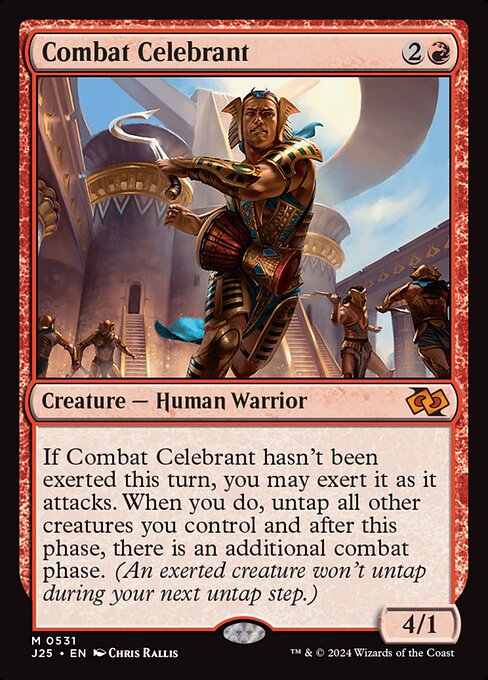 Combat Celebrant 2
Creature — Human Warrior
If Combat Celebrant hasn't been
exerted this turn, you may exert it as it
attacks. When you do, untap all other
creatures you control and after this
phase, there is an additional combat
phase. (An exerted creature won't untap
during your next untap step.)
4/1
M 0531
J25 • EN Chris Rallis
™ & © 2024 Wizards of the Coast